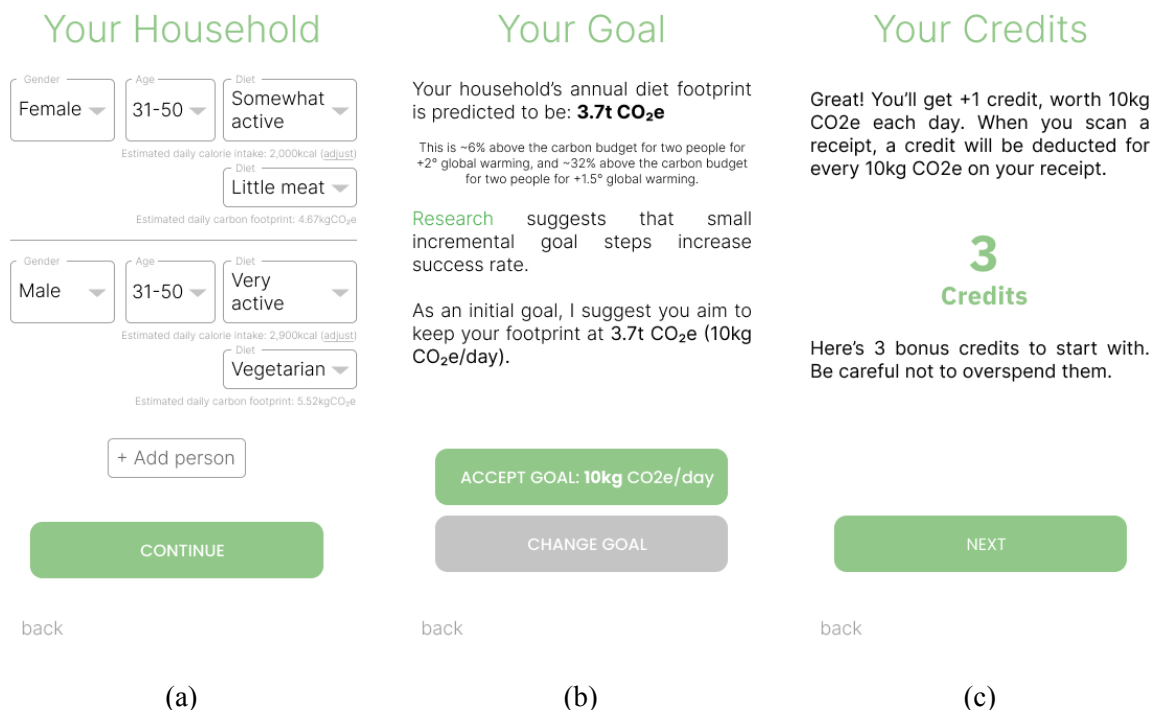 Your Household
Gender
Female
Age
31-50
Diet
Somewhat
active
Estimated daily calorie intake: 2,000kcal (adjust)
Diet
Little meat
Estimated daily carbon footprint: 4.67kgCO₂e
Gender
Male
Age
31-50
Diet
Very
active
Estimated daily calorie intake: 2,900kcal (adjust)
Diet
Vegetarian
Estimated daily carbon footprint: 5.52kgCO₂e
+ Add person
CONTINUE
back
(a)
Your Goal
Your household's annual diet footprint
is predicted to be: 3.7t CO₂e
This is ~6% above the carbon budget for two people for
+2° global warming, and ~32% above the carbon budget
for two people for +1.5° global warming.
Research suggests that small
incremental goal steps increase
success rate.
As an initial goal, I suggest you aim to
keep your footprint at 3.7t CO₂e (10kg
CO₂e/day).
ACCEPT GOAL: 10kg CO2e/day
CHANGE GOAL
back
(b)
Your Credits
Great! You'll get +1 credit, worth 10kg
CO2e each day. When you scan a
receipt, a credit will be deducted for
every 10kg CO2e on your receipt.
3
Credits
Here's 3 bonus credits to start with.
Be careful not to overspend them.
NEXT
back
(c)